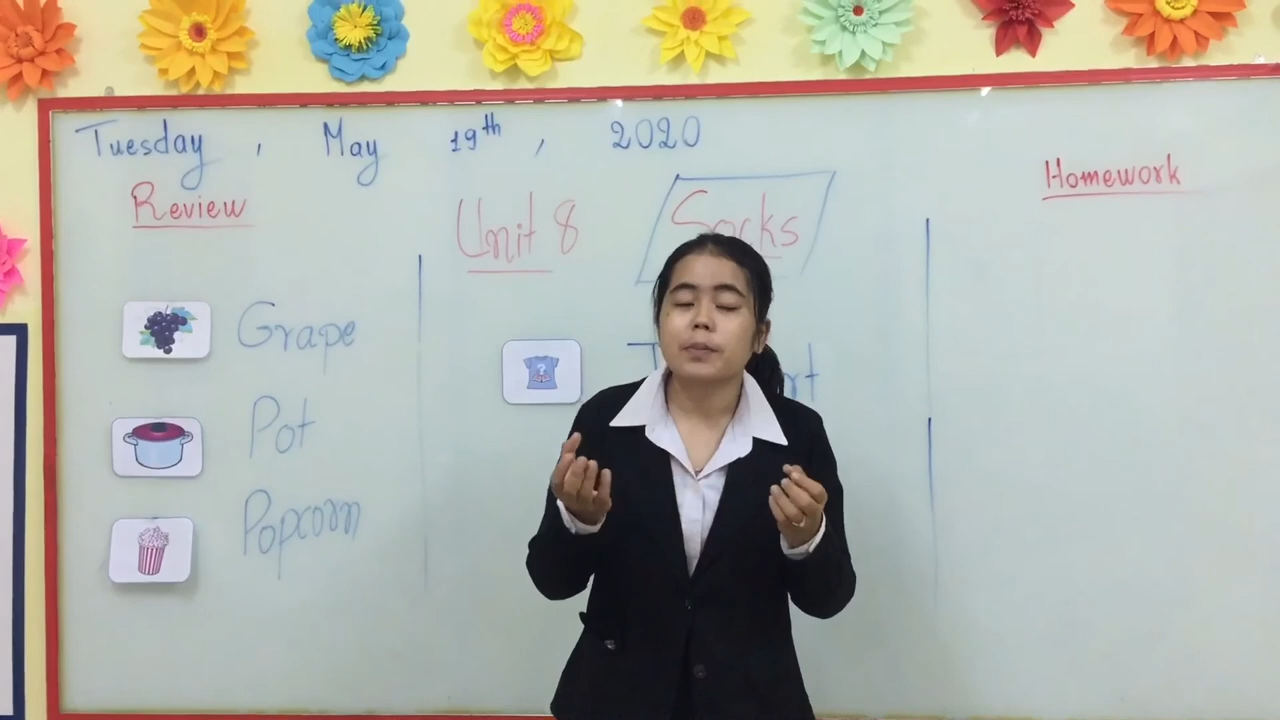 Tuesday, May 19th, 2020
Review
Unit 8
Socks
Homework
Grape
Pot
Popcorn
?